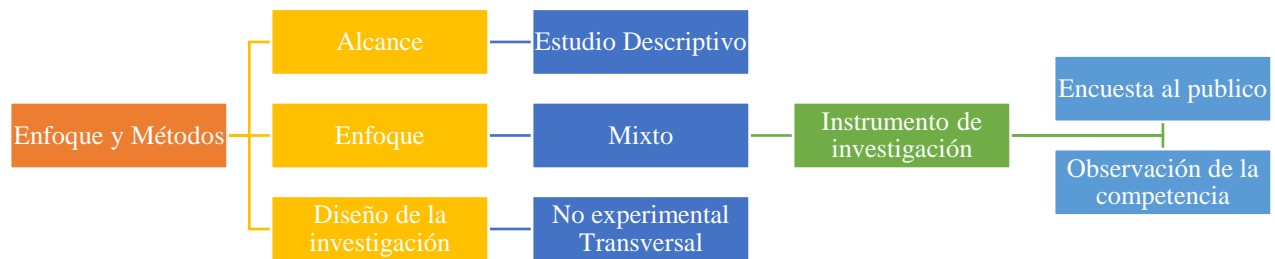 Enfoque y Métodos
Alcance
Estudio Descriptivo
Enfoque
Mixto
Instrumento de
investigación
Encuesta al publico
Observación de la
competencia
Diseño de la
investigación
No experimental
Transversal